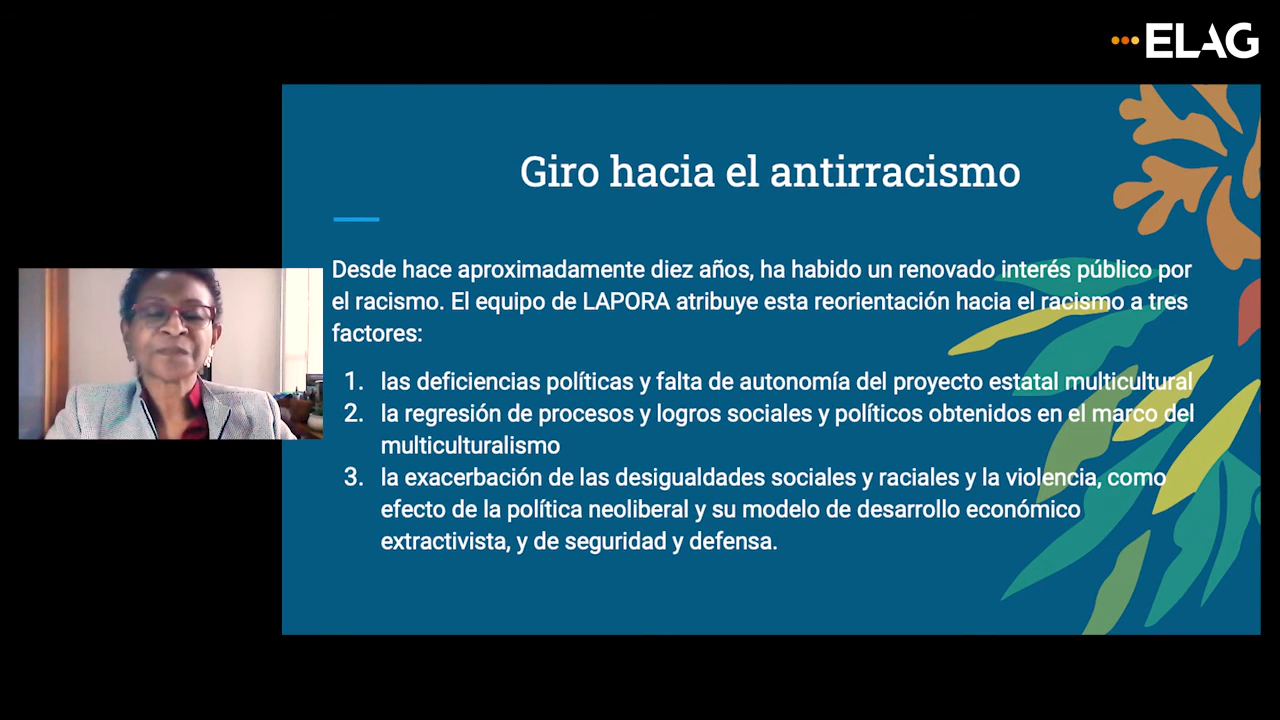 ELAG
Giro hacia el antirracismo
Desde hace aproximadamente diez años, ha habido un renovado interés público por
el racismo. El equipo de LAPORA atribuye esta reorientación hacia el racismo a tres
factores:
1. las deficiencias políticas y falta de autonomía del proyecto estatal multicultural
2. la regresión de procesos y logros sociales y políticos obtenidos en el marco del
multiculturalismo
3. la exacerbación de las desigualdades sociales y raciales y la violencia, como
efecto de la política neoliberal y su modelo de desarrollo económico
extractivista, y de seguridad y defensa.